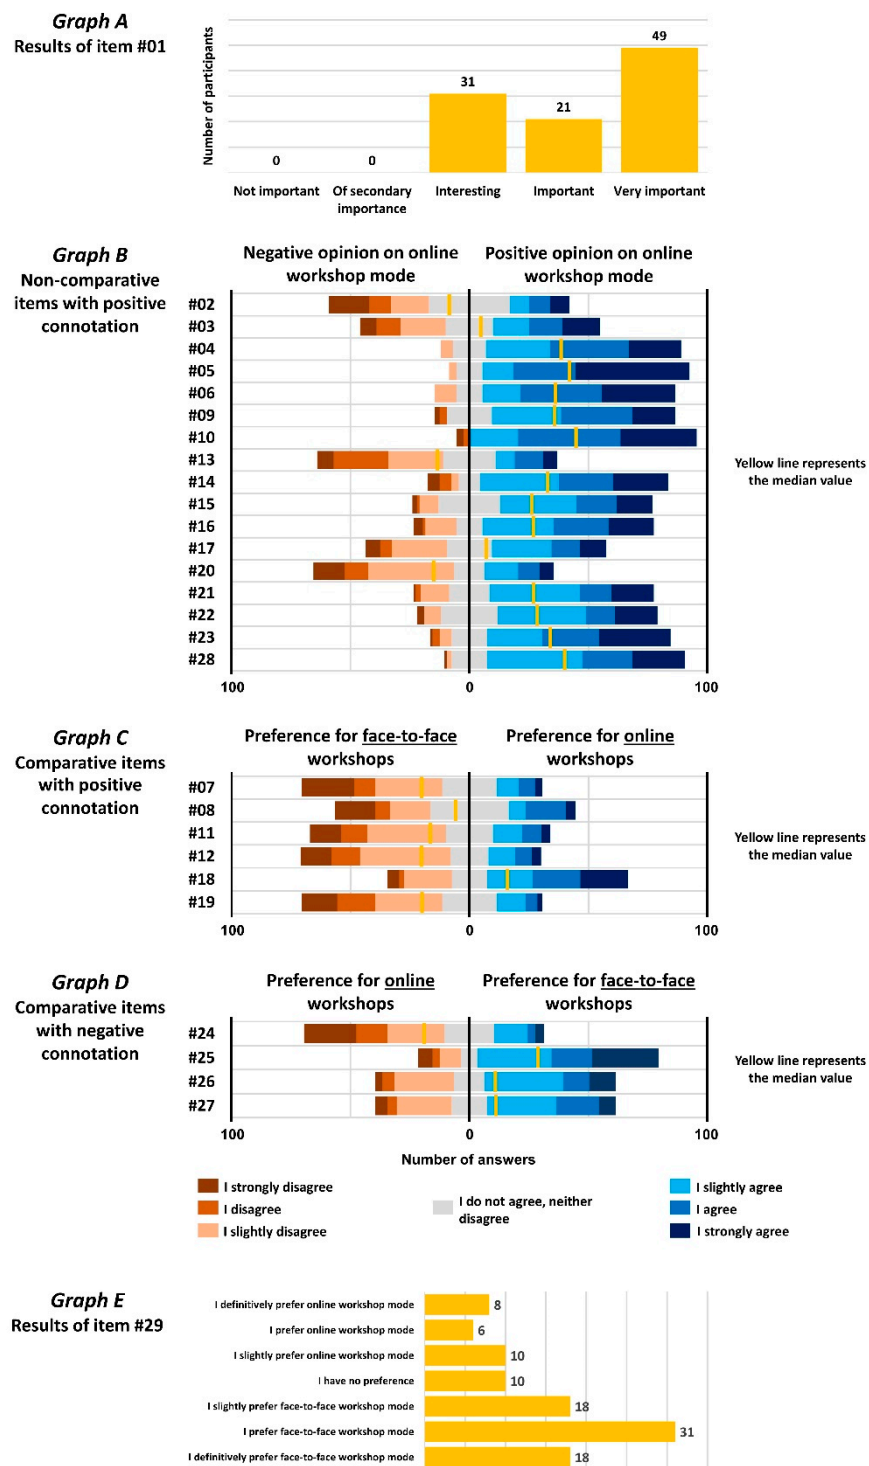 Graph A
Results of item #01
Number of participants
49
31
21
0
0
Not important
Of secondary
importance
Interesting
Important
Very important
Graph B
Non-comparative
items with positive
connotation
Negative opinion on online
workshop mode
Positive opinion on online
workshop mode
#02
#03
#04
#05
#06
#09
#10
#13
#14
#15
#16
#17
#20
#21
#22
#23
#28
100
0
100
Yellow line represents
the median value
Graph C
Comparative items
with positive
connotation
Preference for face-to-face
workshops
Preference for online
workshops
#07
#08
#11
#12
#18
#19
100
0
100
Yellow line represents
the median value
Graph D
Comparative items
with negative
connotation
Preference for online
workshops
Preference for face-to-face
workshops
#24
#25
#26
#27
100
0
100
Yellow line represents
the median value
Number of answers
I strongly disagree
I disagree
I slightly disagree
I do not agree, neither
disagree
I slightly agree
I agree
I strongly agree
Graph E
Results of item #29
I definitively prefer online workshop mode 8
I prefer online workshop mode 6
I slightly prefer online workshop mode 10
I have no preference 10
I slightly prefer face-to-face workshop mode 18
I prefer face-to-face workshop mode 31
I definitively prefer face-to-face workshop mode 18